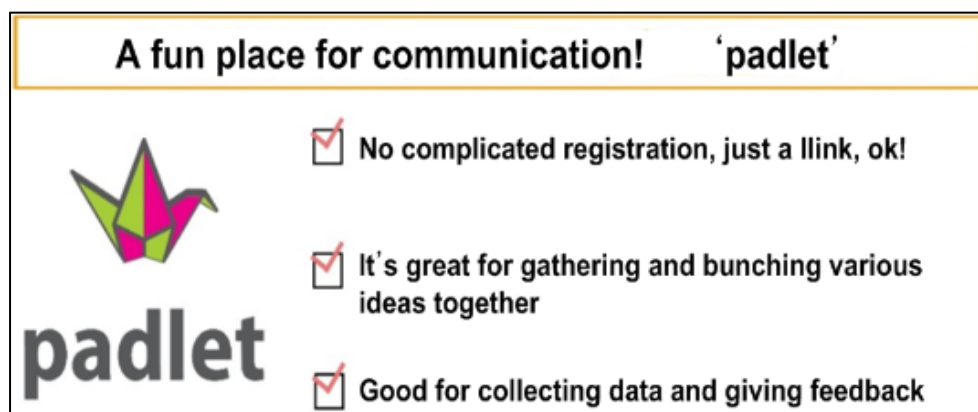 A fun place for communication! ‘padlet’
No complicated registration, just a llink, ok!
It's great for gathering and bunching various
ideas together
padlet
Good for collecting data and giving feedback